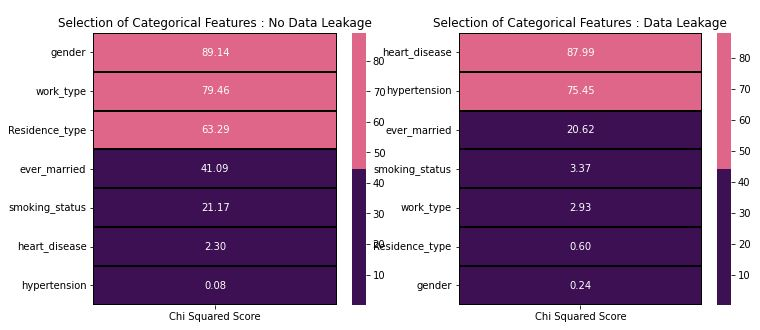 Selection of Categorical Features : No Data Leakage
gender
89.14
work_type
79.46
Residence_type
63.29
ever_married
41.09
smoking_status
21.17
heart_disease
2.30
hypertension
0.08
Chi Squared Score
80
70
60
50
40
30
20
10
Selection of Categorical Features : Data Leakage
heart_disease
87.99
hypertension
75.45
ever_married
20.62
smoking_status
3.37
work_type
2.93
Residence_type
0.60
gender
0.24
Chi Squared Score
80
70
60
50
40
30
20
10